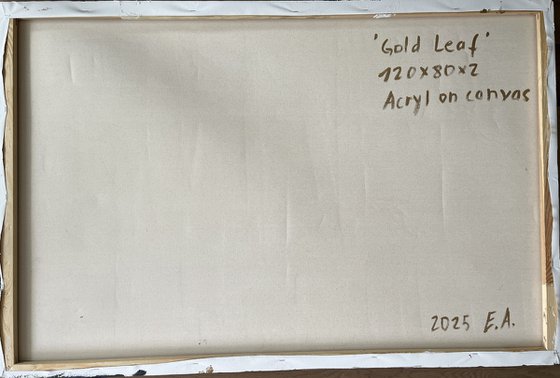 'Gold Leaf'
120x80x2
Acryl on canvas
2025 E.A.